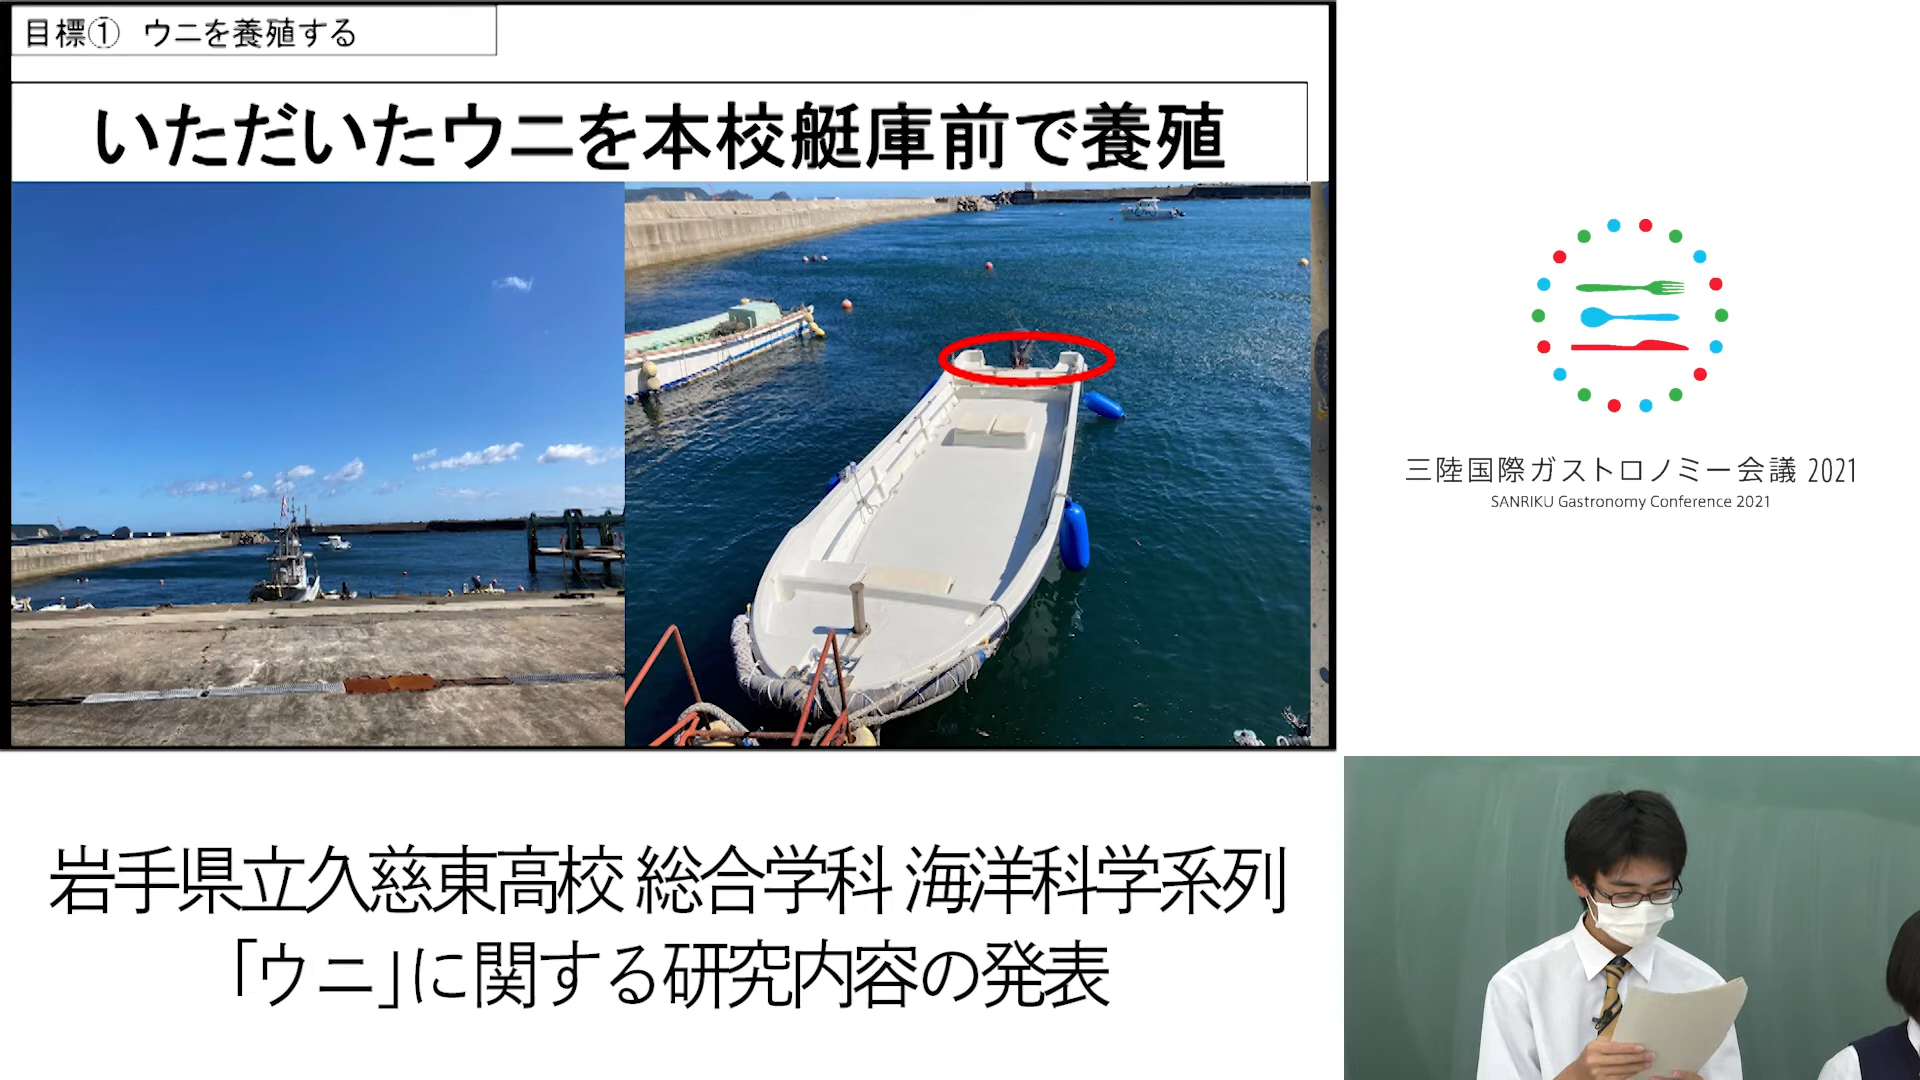 目標① ウニを養殖する
いただいたウニを本校艇庫前で養殖
三陸国際ガストロノミー会議 2021
SANRIKU Gastronomy Conference 2021
岩手県立久慈東高校 総合学科 海洋科学系列
「ウニ」に関する研究内容の発表